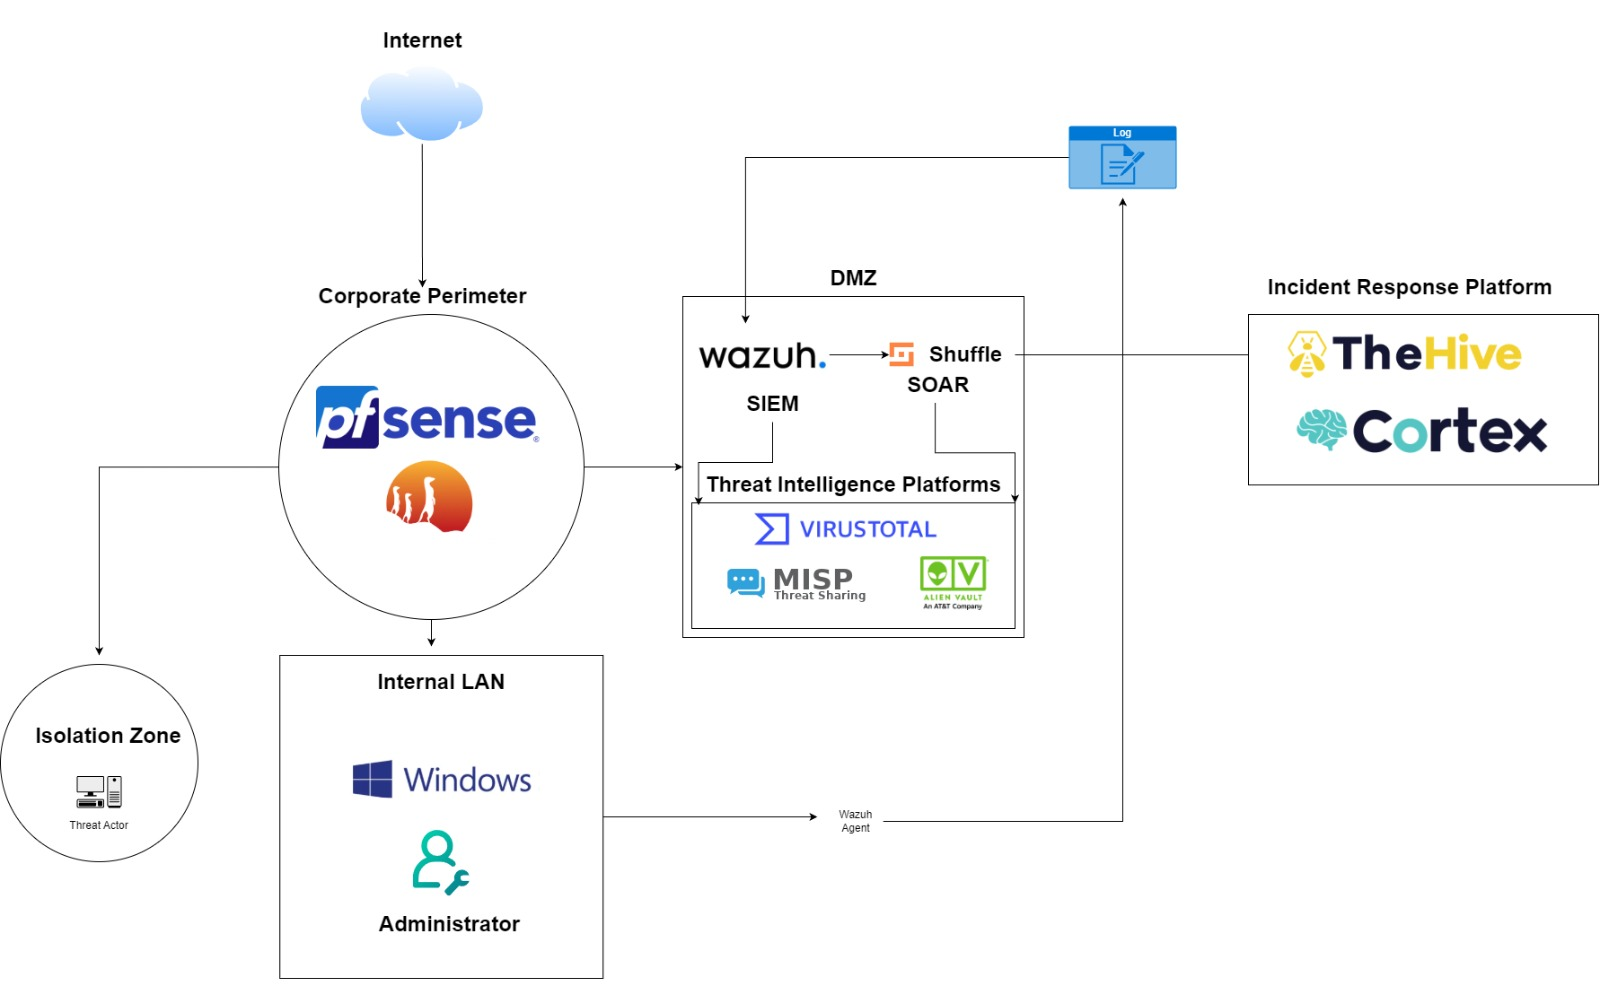 Internet
Log
DMZ
Corporate Perimeter
Incident Response Platform
pfsense®
wazuh.
Shuffle
SOAR
SIEM
TheHive
Cortex
Threat Intelligence Platforms
VIRUSTOTAL
MISP
Threat Sharing
ALIEN VAULT
An AT&T Company
Internal LAN
Isolation Zone
Threat Actor
Windows
Administrator
Wazuh
Agent